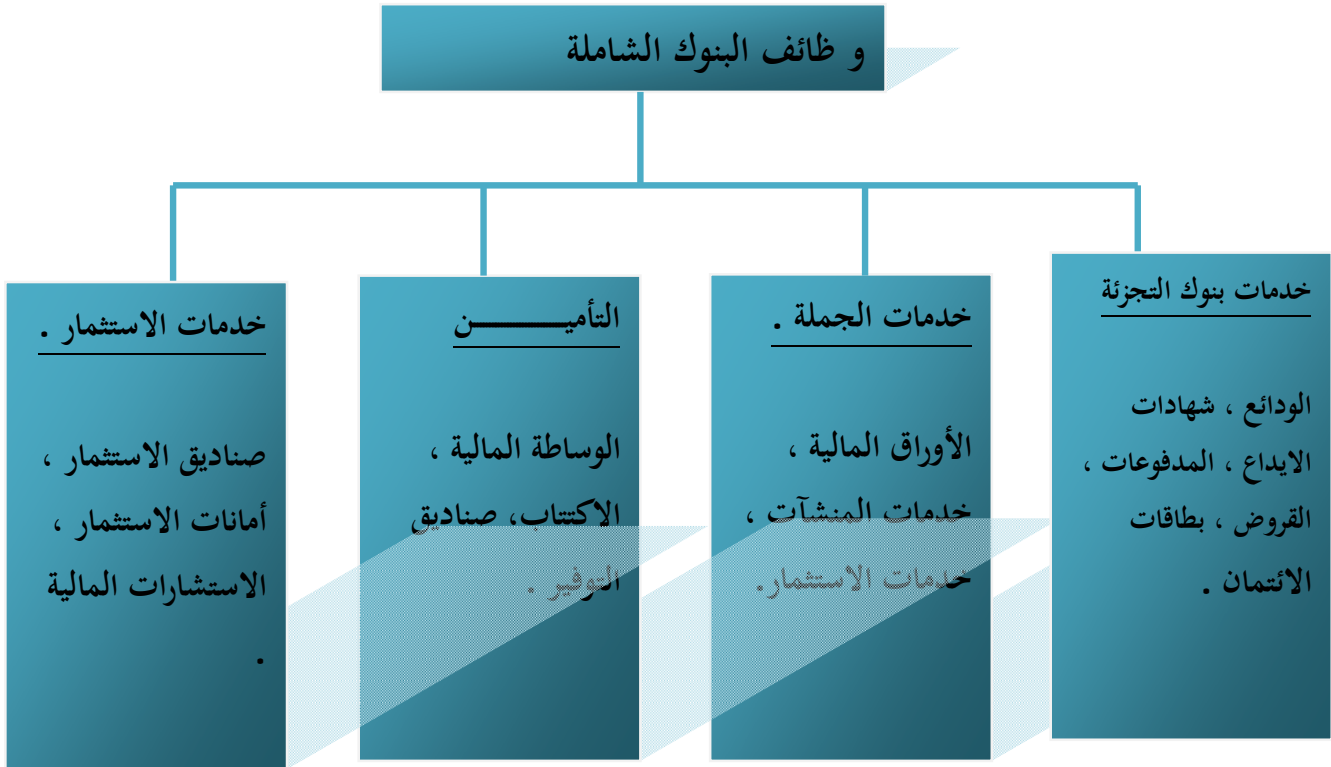 و ظائف البنوك الشاملة
خدمات بنوك التجزئة
الودائع ، شهادات
الايداع ، المدفوعات ،
القروض ، بطاقات
الائتمان .
خدمات الجملة .
الأوراق المالية ،
خدمات المنشآت ،
خدمات الاستثمار.
التأميـــــــــــن
الوساطة المالية ،
الاكتتاب، صناديق
التوفير .
خدمات الاستثمار .
صناديق الاستثمار ،
أمانات الاستثمار ،
الاستشارات المالية
.